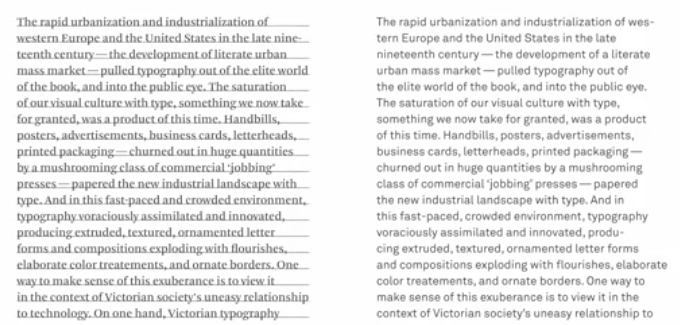 The rapid urbanization and industrialization of
western Europe and the United States in the late nine-
teenth century — the development of literate urban
mass market — pulled typography out of the elite world
of the book, and into the public eye. The saturation
of our visual culture with type, something we now take
for granted, was a product of this time. Handbills,
posters, advertisements, business cards, letterheads,
printed packaging — churned out in huge quantities
by a mushrooming class of commercial ‘jobbing’
presses — papered the new industrial landscape with
type. And in this fast-paced and crowded environment,
typography voraciously assimilated and innovated,
producing extruded, textured, ornamented letter
forms and compositions exploding with flourishes,
elaborate color treatements, and ornate borders. One
way to make sense of this exuberance is to view it
in the context of Victorian society’s uneasy relationship
to technology. On one hand, Victorian typography
The rapid urbanization and industrialization of wes-
tern Europe and the United States in the late
nineteenth century — the development of a literate
urban mass market — pulled typography out of
the elite world of the book, and into the public eye.
The saturation of our visual culture with type,
something we now take for granted, was a product
of this time. Handbills, posters, advertisements,
business cards, letterheads, printed packaging —
churned out in huge quantities by a mushrooming
class of commercial ‘jobbing’ presses — papered
the new industrial landscape with type. And in
this fast-paced, crowded environment, typography
voraciously assimilated and innovated, produ-
cing extruded, textured, ornamented letter forms
and compositions exploding with flourishes, elaborate
color treatments, and ornate borders. One way to
make sense of this exuberance is to view it in the
context of Victorian society’s uneasy relationship to